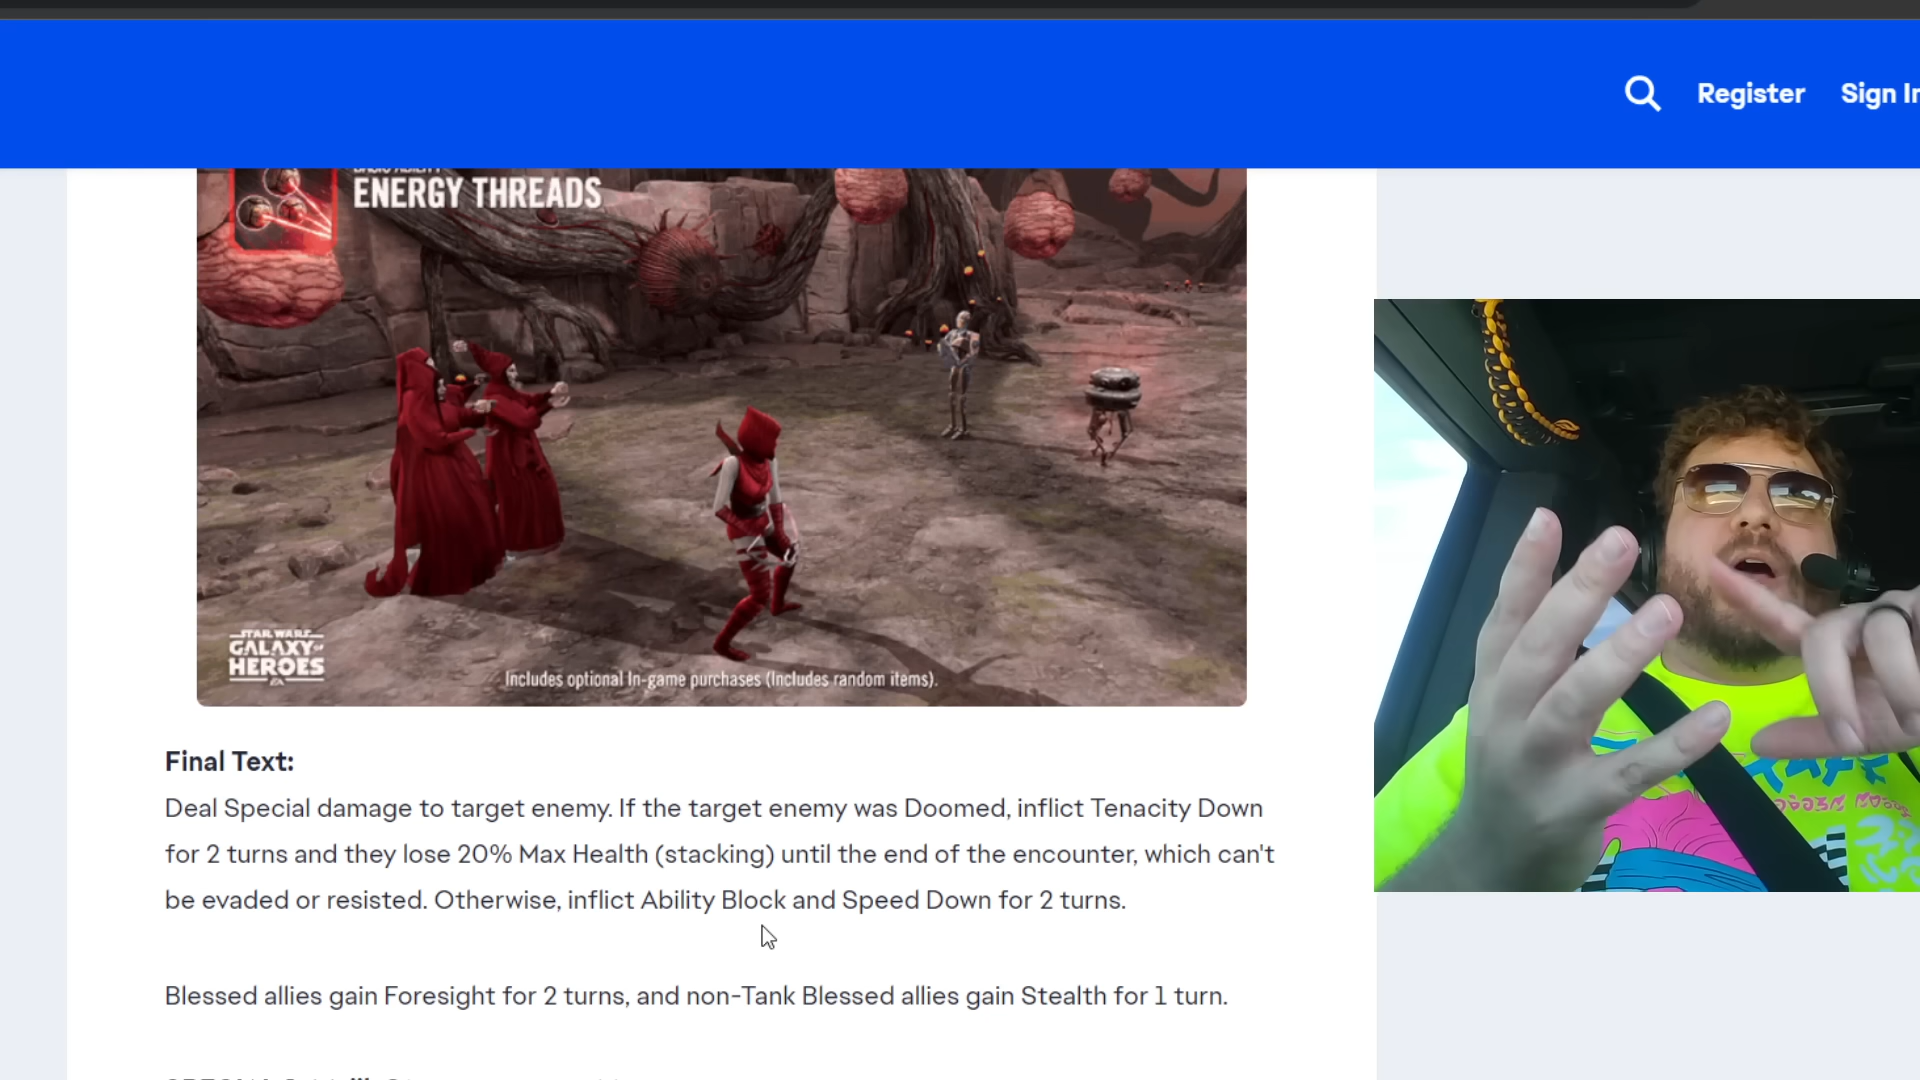 Register
Sign In
ENERGY THREADS
STAR WARS
GALAXY OF
HEROES
EA
Includes optional In-game purchases (Includes random items).
Final Text:
Deal Special damage to target enemy. If the target enemy was Doomed, inflict Tenacity Down
for 2 turns and they lose 20% Max Health (stacking) until the end of the encounter, which can't
be evaded or resisted. Otherwise, inflict Ability Block and Speed Down for 2 turns.
Blessed allies gain Foresight for 2 turns, and non-Tank Blessed allies gain Stealth for 1 turn.